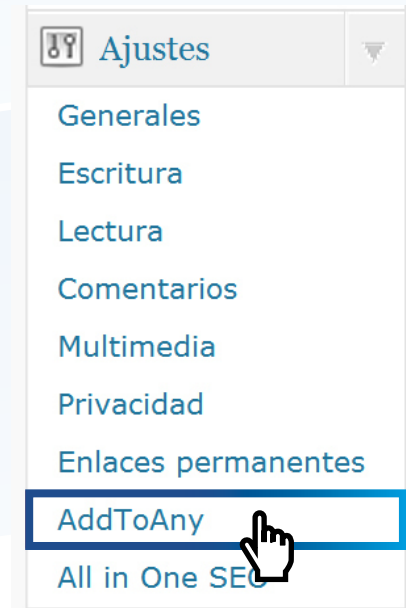 Ajustes
Generales
Escritura
Lectura
Comentarios
Multimedia
Privacidad
Enlaces permanentes
AddToAny
All in One SEO